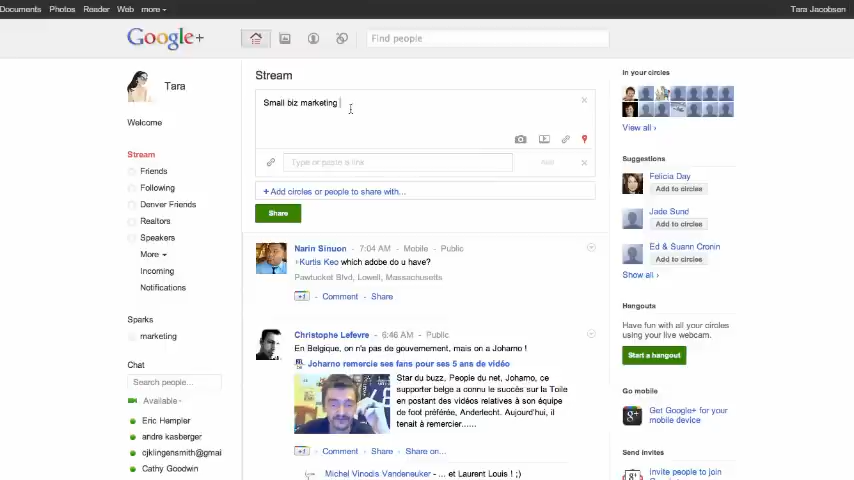 Documents Photos Reader Web more
Tara Jacobsen
Google+
Find people
Tara
Welcome
Stream
Friends
Following
Denver Friends
Realtors
Speakers
More
Incoming
Notifications
Sparks
marketing
Chat
Search people...
Available
Eric Hempler
andre kasberger
cjklingensmith@gmai
Cathy Goodwin
Stream
Small biz marketing
Type or paste a link
Add
+ Add circles or people to share with...
Share
Narin Sinuon - 7:04 AM - Mobile - Public
+Kurtis Keo which adobe do u have?
Pawtucket Blvd, Lowell, Massachusetts
+1 - Comment - Share
Christophe Lefevre - 6:46 AM - Public
En Belgique, on n'a pas de gouvernement, mais on a Joharno !
Joharno remercie ses fans pour ses 5 ans de vidéo
Star du buzz, People du net, Joharno, ce
supporter belge a connu le succès sur la Toile
en postant des vidéos relatives à son équipe
de foot préférée, Anderlecht. Aujourd'hui, il
tenait à remercier......
+1 - Comment - Share - Share on...
Michel Vinodis Vandeneuker - ... et Laurent Louis ! ;)
In your circles
View all ›
Suggestions
Felicia Day
Add to circles
Jade Sund
Add to circles
Ed & Suann Cronin
Add to circles
Show all ›
Hangouts
Have fun with all your circles
using your live webcam.
Start a hangout
Go mobile
Get Google+ for your
mobile device
Send invites
Invite people to join